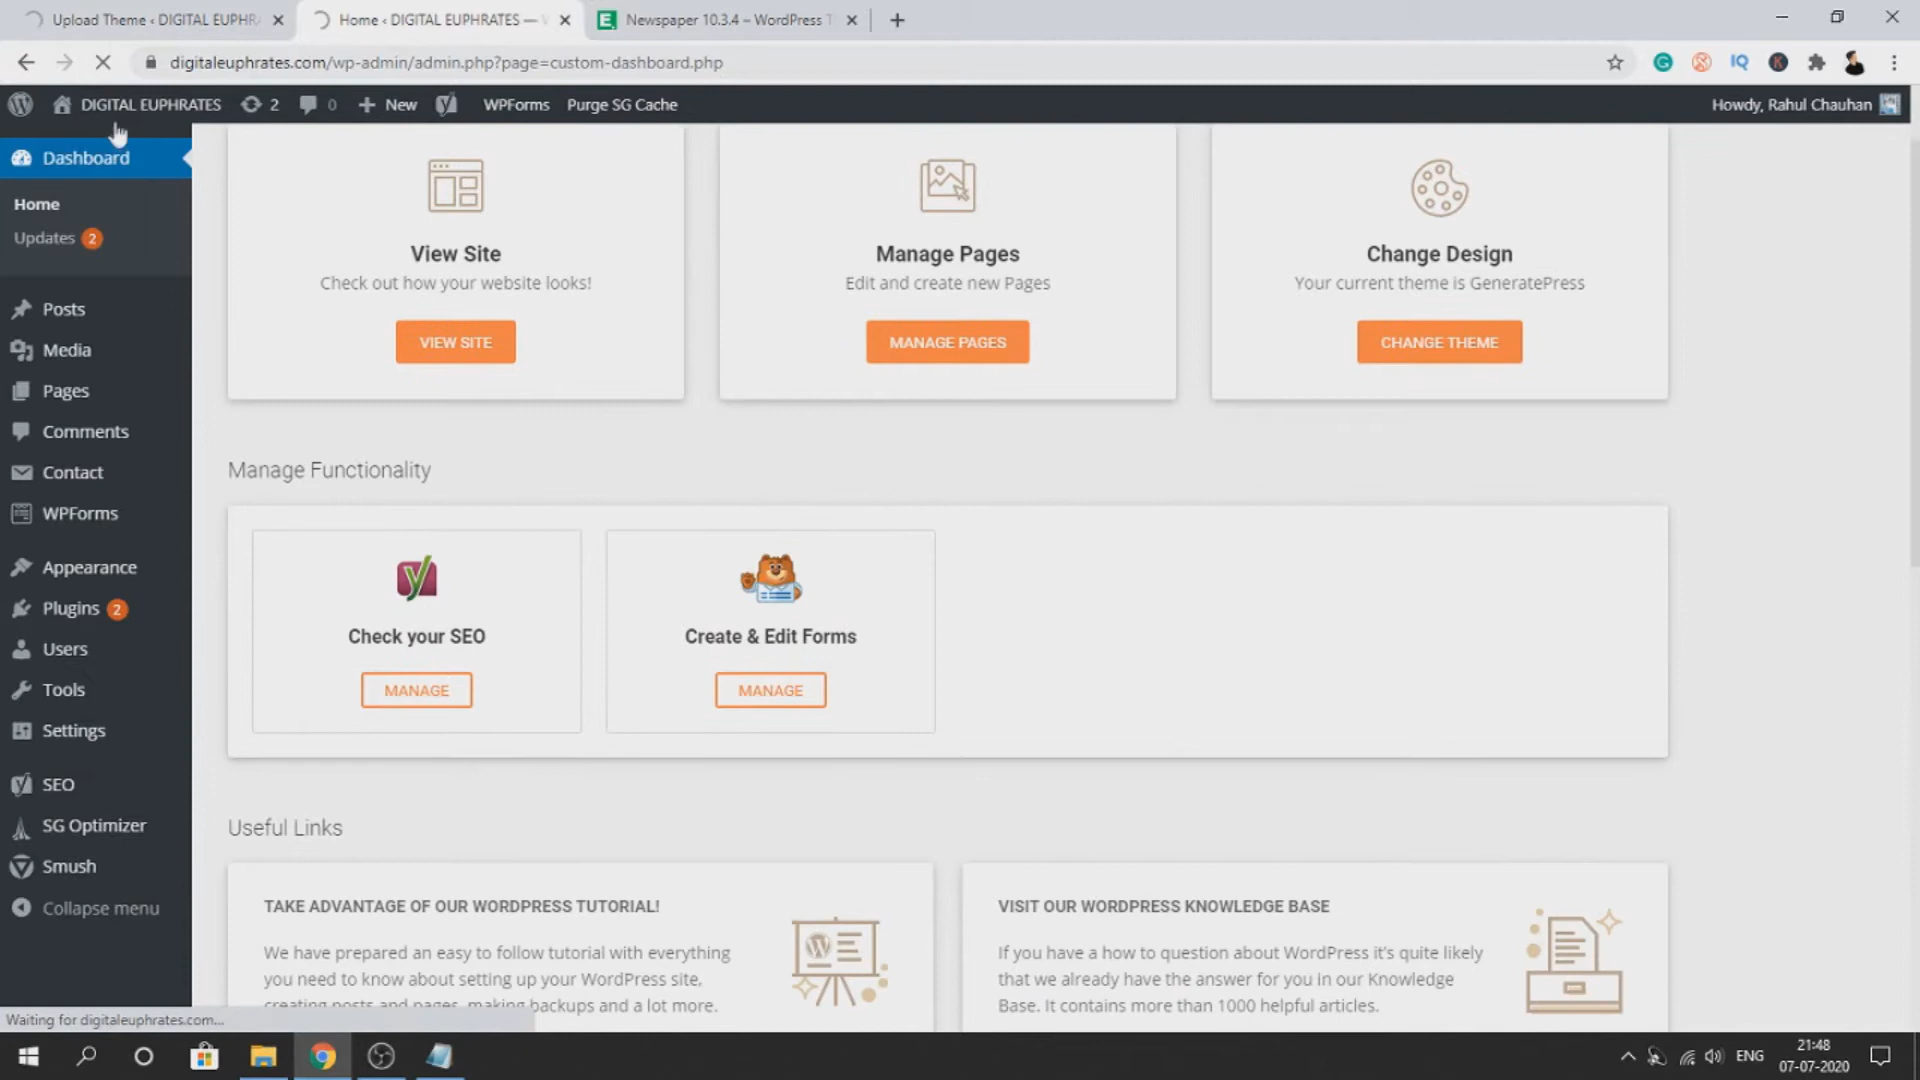 Upload Theme ‹ DIGITAL EUPHR
Home ‹ DIGITAL EUPHRATES —
Newspaper 10.3.4 – WordPress T
digitaleuphrates.com/wp-admin/admin.php?page=custom-dashboard.php
DIGITAL EUPHRATES
2
0
New
WPForms
Purge SG Cache
Howdy, Rahul Chauhan
Dashboard
Home
Updates 2
Posts
Media
Pages
Comments
Contact
WPForms
Appearance
Plugins 2
Users
Tools
Settings
SEO
SG Optimizer
Smush
Collapse menu
View Site
Check out how your website looks!
VIEW SITE
Manage Pages
Edit and create new Pages
MANAGE PAGES
Change Design
Your current theme is GeneratePress
CHANGE THEME
Manage Functionality
Check your SEO
MANAGE
Create & Edit Forms
MANAGE
Useful Links
TAKE ADVANTAGE OF OUR WORDPRESS TUTORIAL!
We have prepared an easy to follow tutorial with everything
you need to know about setting up your WordPress site,
creating posts and pages, making backups and a lot more.
VISIT OUR WORDPRESS KNOWLEDGE BASE
If you have a how to question about WordPress it's quite likely
that we already have the answer for you in our Knowledge
Base. It contains more than 1000 helpful articles.
Waiting for digitaleuphrates.com...
ENG
21:48
07-07-2020